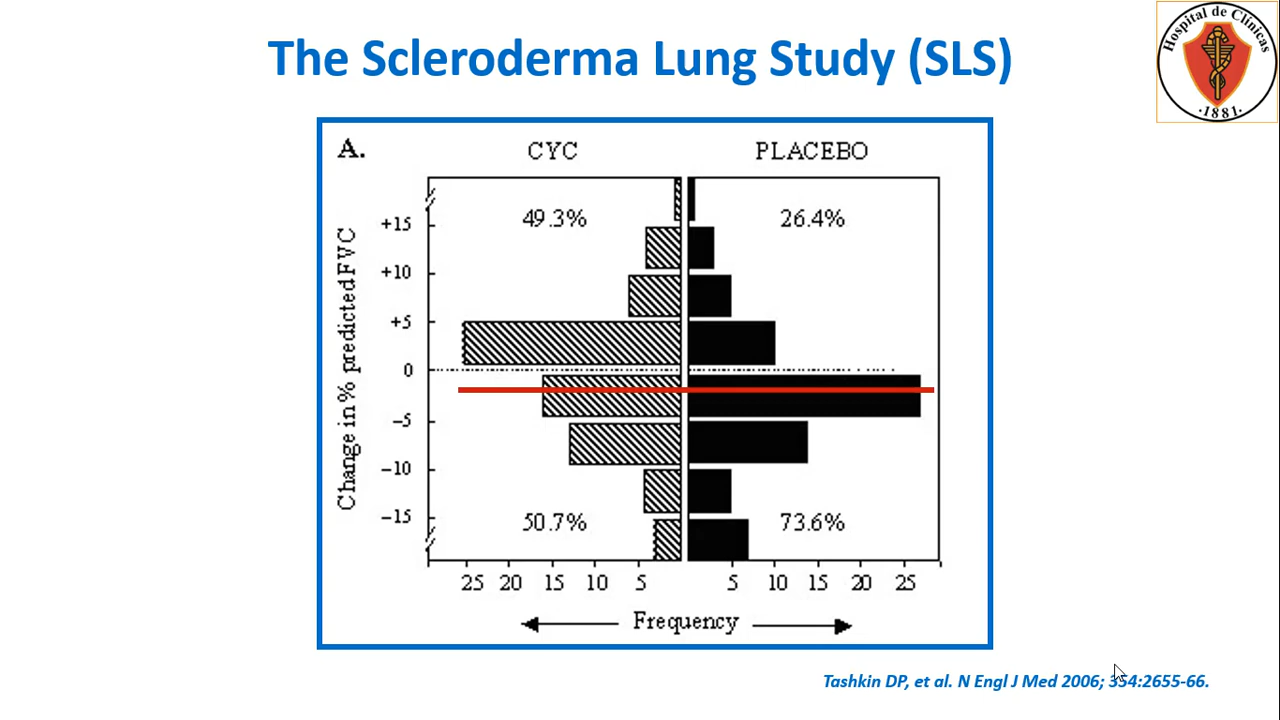 The Scleroderma Lung Study (SLS)
Hospital de Clínicas
.1881.
A.
CYC
PLACEBO
49.3%
26.4%
Change in % predicted FVC
+15
+10
+5
0
−5
−10
−15
50.7%
73.6%
25 20 15 10 5
5 10 15 20 25
Frequency
Tashkin DP, et al. N Engl J Med 2006; 354:2655-66.